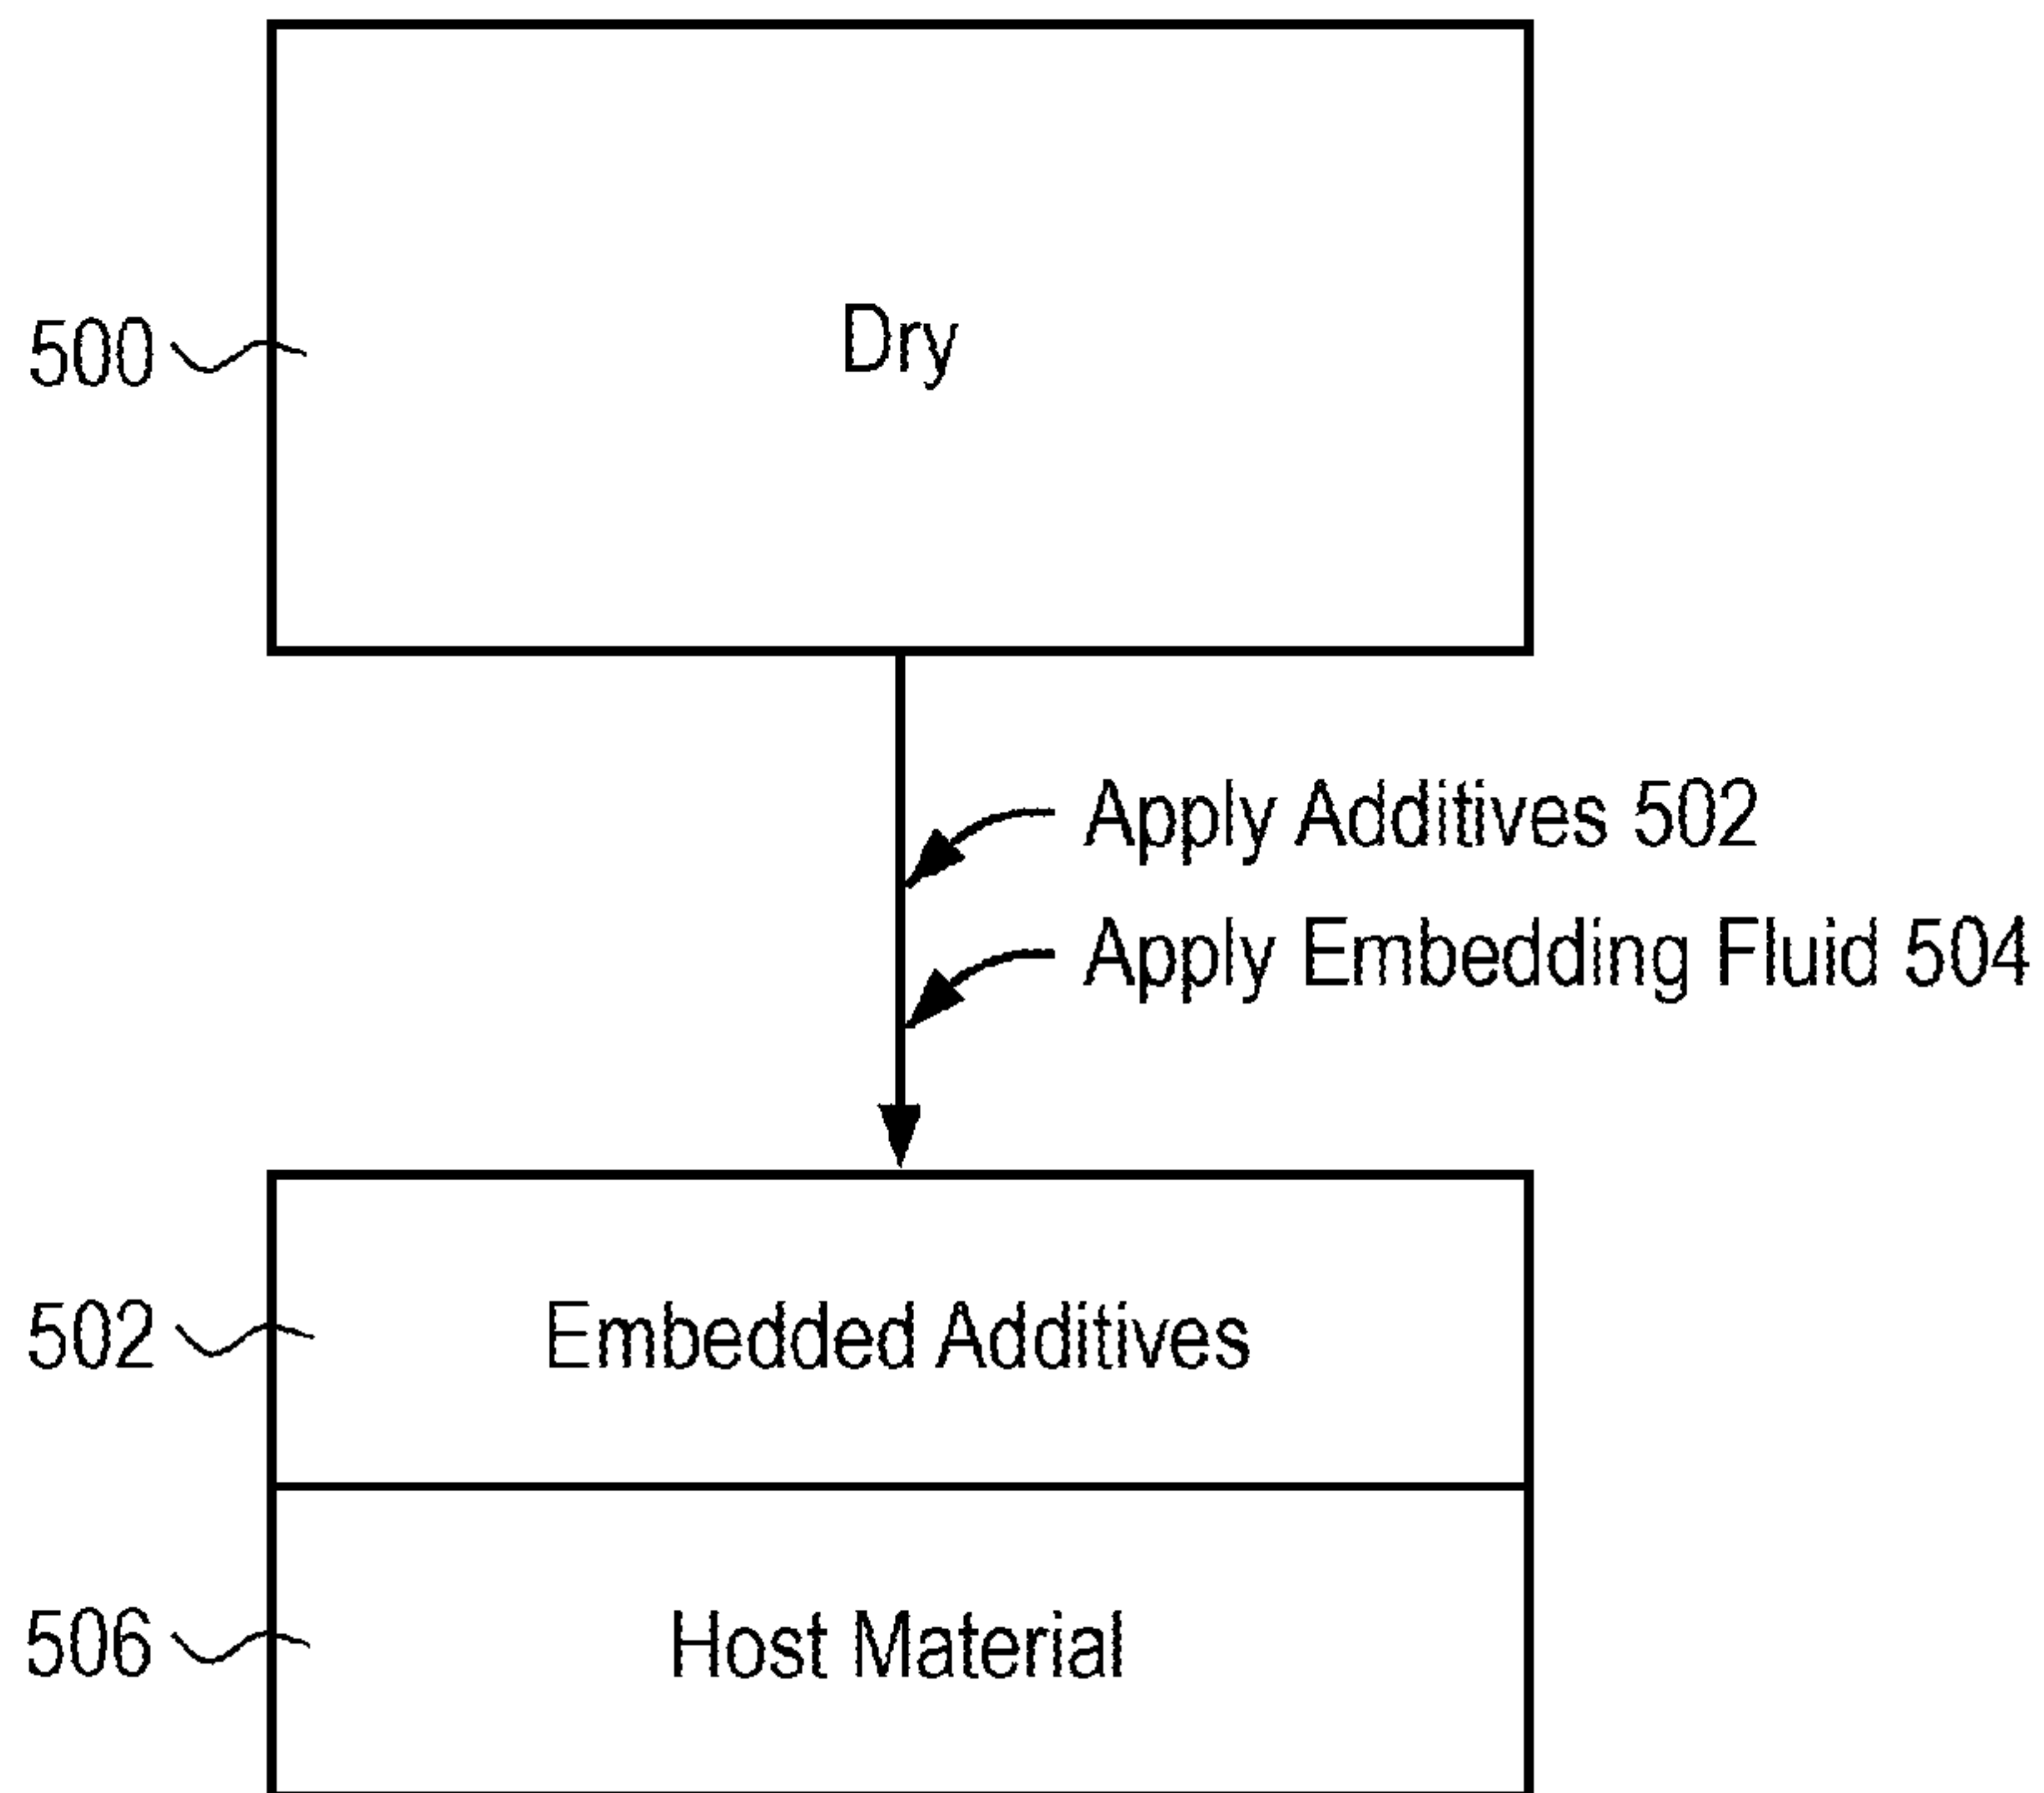 500 Dry
Apply Additives 502
Apply Embedding Fluid 504
502 Embedded Additives
506 Host Material